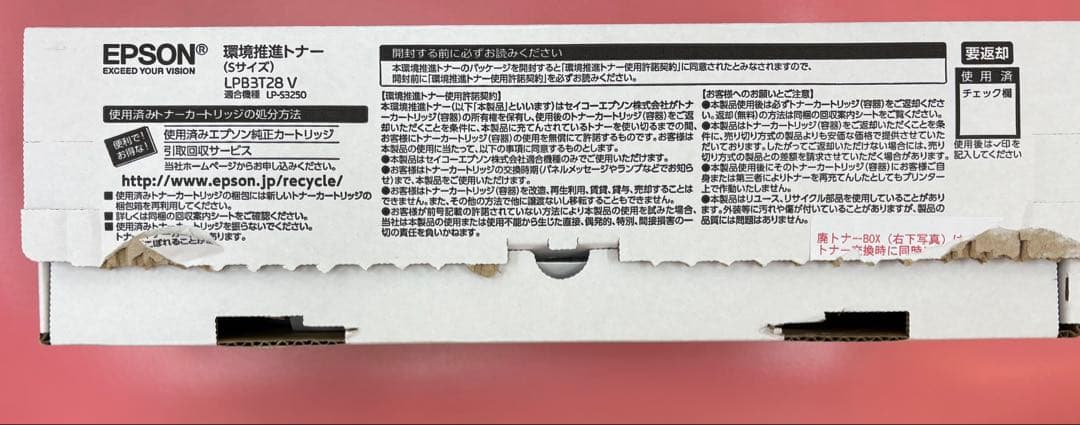 EPSON®
EXCEED YOUR VISION
環境推進トナー
(Sサイズ)
LPB3T28 V
適合機種 LP-S3250
使用済みトナーカートリッジの処分方法
便利で!
お得な!
使用済みエプソン純正カートリッジ
引取回収サービス
当社ホームページからお申し込みください。
http://www.epson.jp/recycle/
■使用済トナーカートリッジの梱包には新しいトナーカートリッジの
梱包箱を再利用してください。
■詳しくは同梱の回収案内シートをご確認ください。
■使用済トナーカートリッジを振らないでください。
開封する前に必ずお読みください
本環境推進トナーのパッケージを開封すると「環境推進トナー使用許諾契約」に同意されたとみなされますので、
開封前に「環境推進トナー使用許諾契約」を必ずお読みください。
【環境推進トナー使用許諾契約】
本環境推進トナー(以下「本製品」といいます)はセイコーエプソン株式会社がトナ
ーカートリッジ(容器)の所有権を保有し、使用後のトナーカートリッジ(容器)をご返
却いただくことを条件に、本製品に充てんされているトナーを使い切るまでの間、
お客様にトナーカートリッジ(容器)の使用を無償にて許諾するものです。お客様は
本製品の使用に当たって、以下の事項に同意するものとします。
●本製品はセイコーエプソン株式会社適合機種のみでご使用いただけます。
●お客様はトナーカートリッジの交換時期(パネルメッセージやランプなどでお知ら
せ)まで、本製品をご使用いただけます。
●お客様はトナーカートリッジ(容器)を改造、再生利用、賃貸、貸与、売却することは
できません。また、その他の方法で他に譲渡ないし移転することもできません。
●お客様が前号記載の許諾されていない方法により本製品の使用を試みた場合、
当社は本製品の使用または使用不能から生じた直接、偶発的、特別、間接損害の一
切の責任を負いかねます。
【お客様へのお願いとご注意】
●本製品使用後は必ずトナーカートリッジ(容器)をご返却くださ
い。返却(無料)の方法は同梱の回収案内シートをご覧ください。
●本製品はトナーカートリッジ(容器)をご返却いただくことを条
件に、売り切り方式の製品よりも安価な価格で提供させていた
だいております。したがってご返却いただけない場合には、売り
切り方式の製品との差額を請求させていただく場合があります。
●本製品使用後にそのトナーカートリッジ(容器)にお客様ご自
身または第三者によりトナーを再充てんしたとしてもプリンター
上で作動いたしません。
●本製品はリユース、リサイクル部品を使用していることがありま
す。外装等に汚れや傷が付いていることがありますが、製品の
品質には問題はありません。
要返却
使用済
チェック欄
使用後は✓印を
記入してください
廃トナーBOX(右下写真)は
トナー交換時に同時